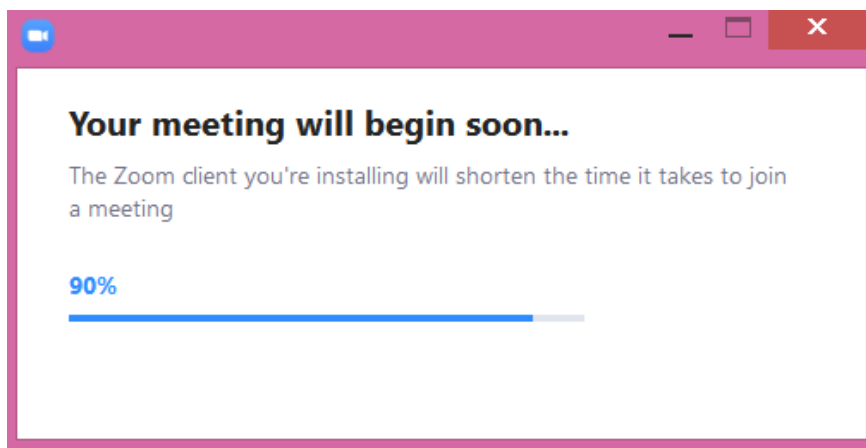 Your meeting will begin soon...
The Zoom client you're installing will shorten the time it takes to join
a meeting
90%